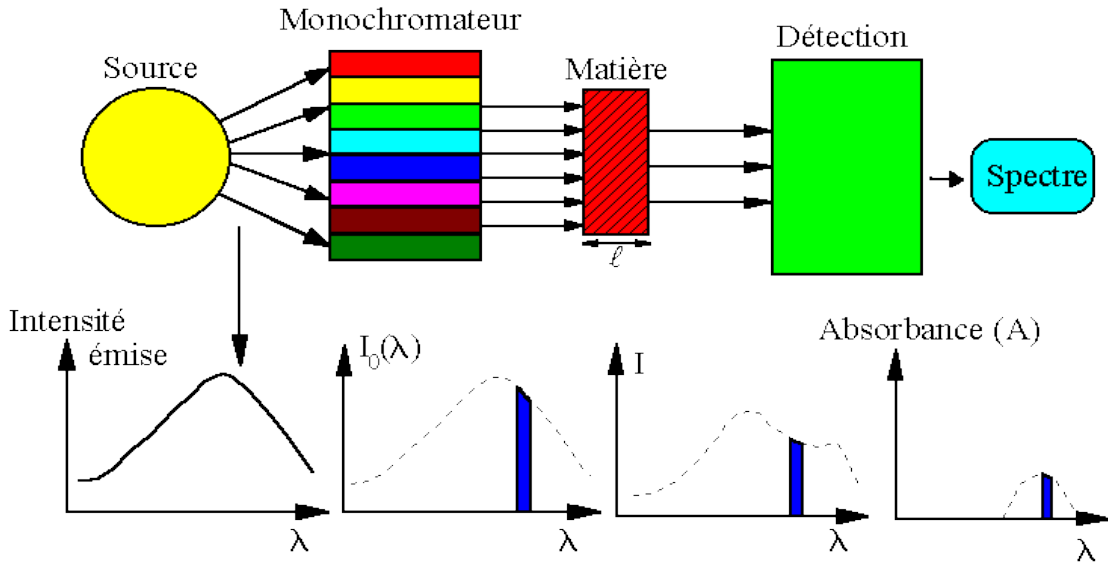 Monochromateur
Source
Matière
Détection
Spectre
ℓ
Intensité
émise
I₀(λ)
I
Absorbance (A)
λ
λ
λ
λ